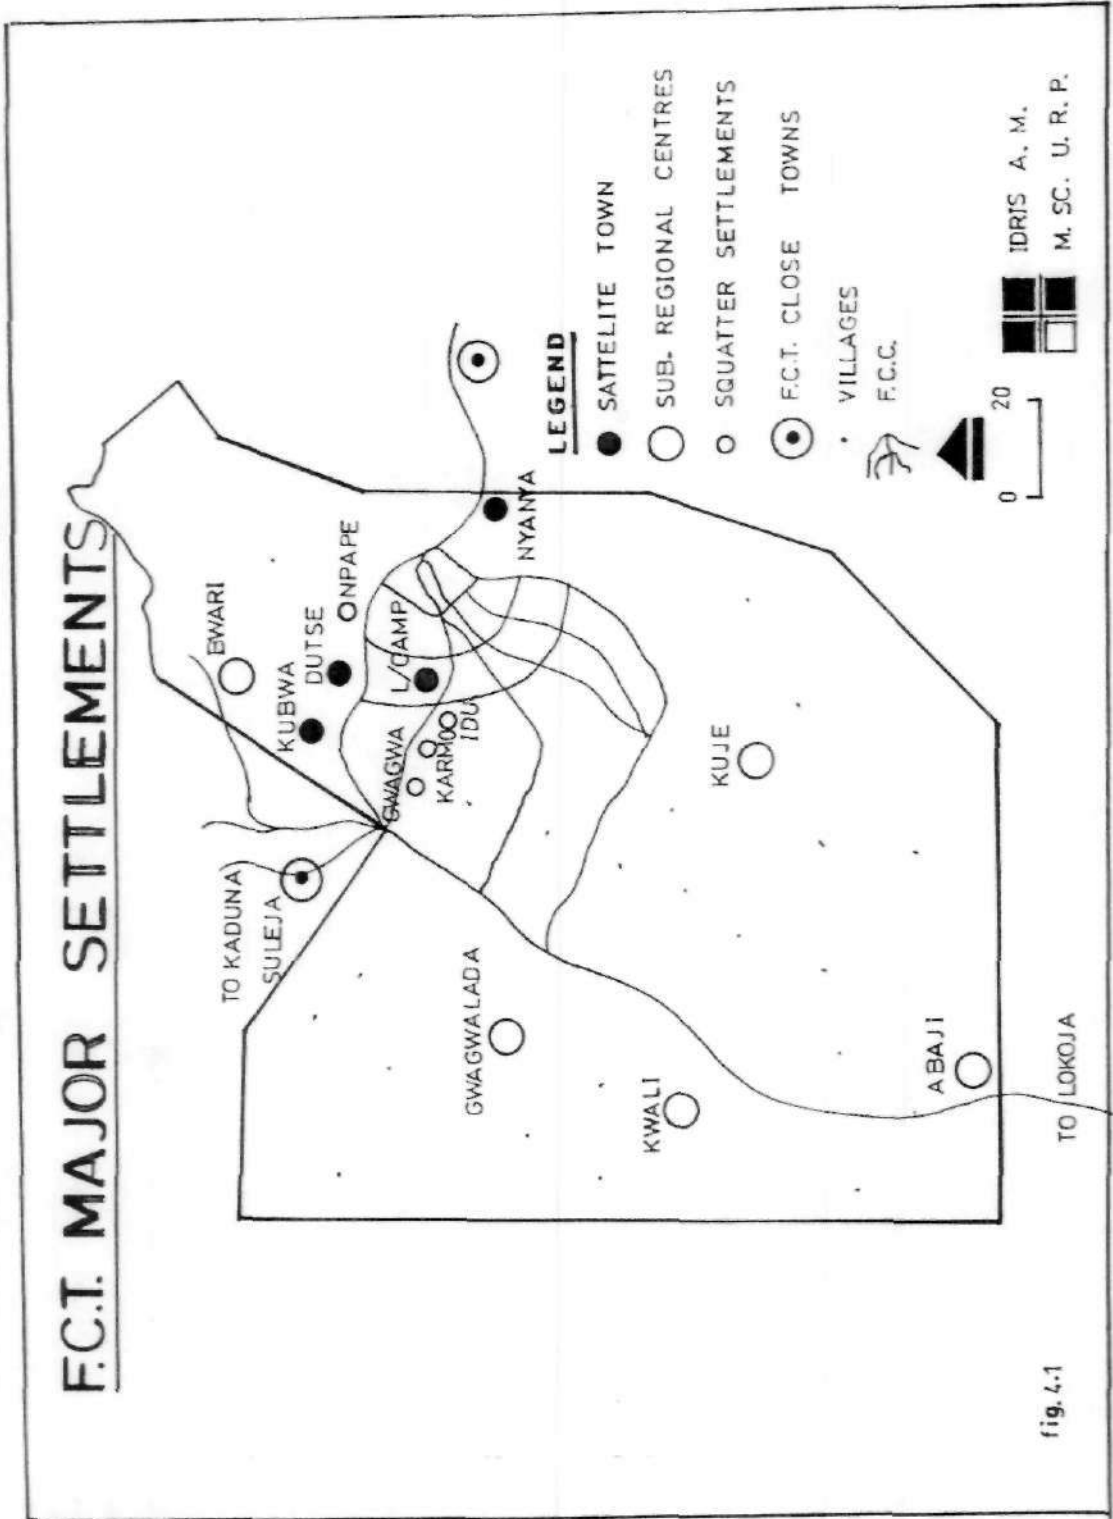 F.C.T. MAJOR SETTLEMENTS
BWARI
KUBWA
DUTSE
ONPAPE
TO KADUNA
SULEJA
GWAGWA
KARMO
IDU
L/CAMP
NYANYA
GWAGWALADA
KWALI
KUJE
ABAJI
TO LOKOJA
LEGEND
SATTELITE TOWN
SUB- REGIONAL CENTRES
SQUATTER SETTLEMENTS
F.C.T. CLOSE TOWNS
VILLAGES
F.C.C.
0 20
IDRIS A. M.
M. SC. U. R. P.
fig. 4.1